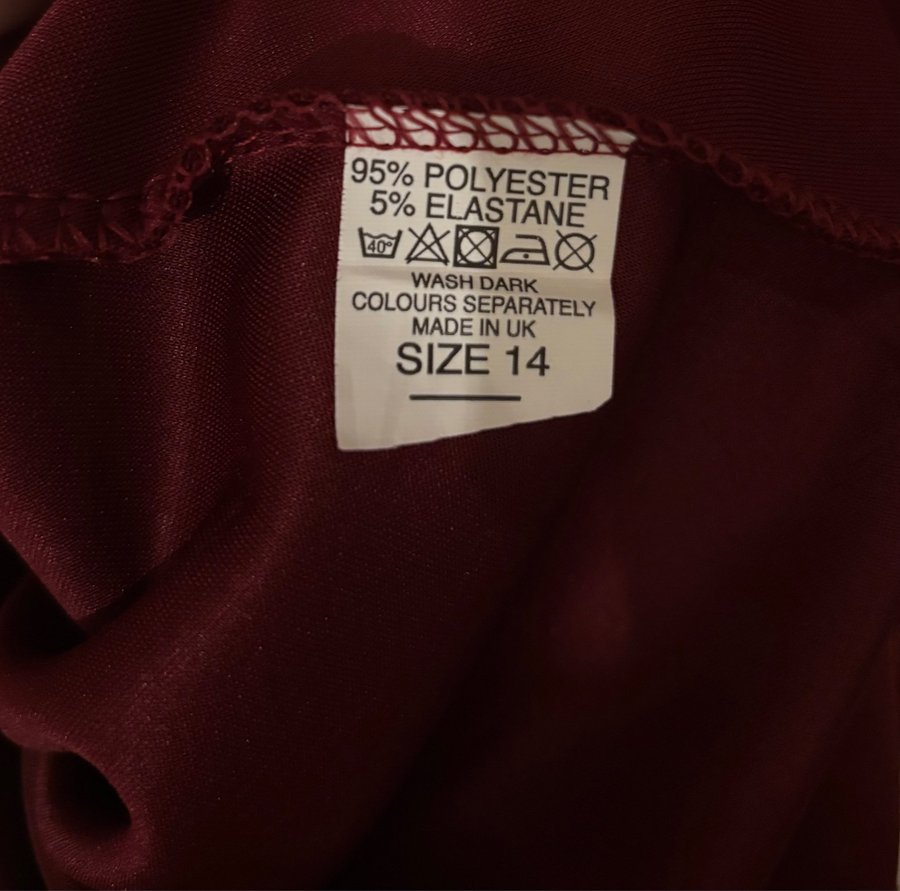 95% POLYESTER
5% ELASTANE
40°
WASH DARK
COLOURS SEPARATELY
MADE IN UK
SIZE 14